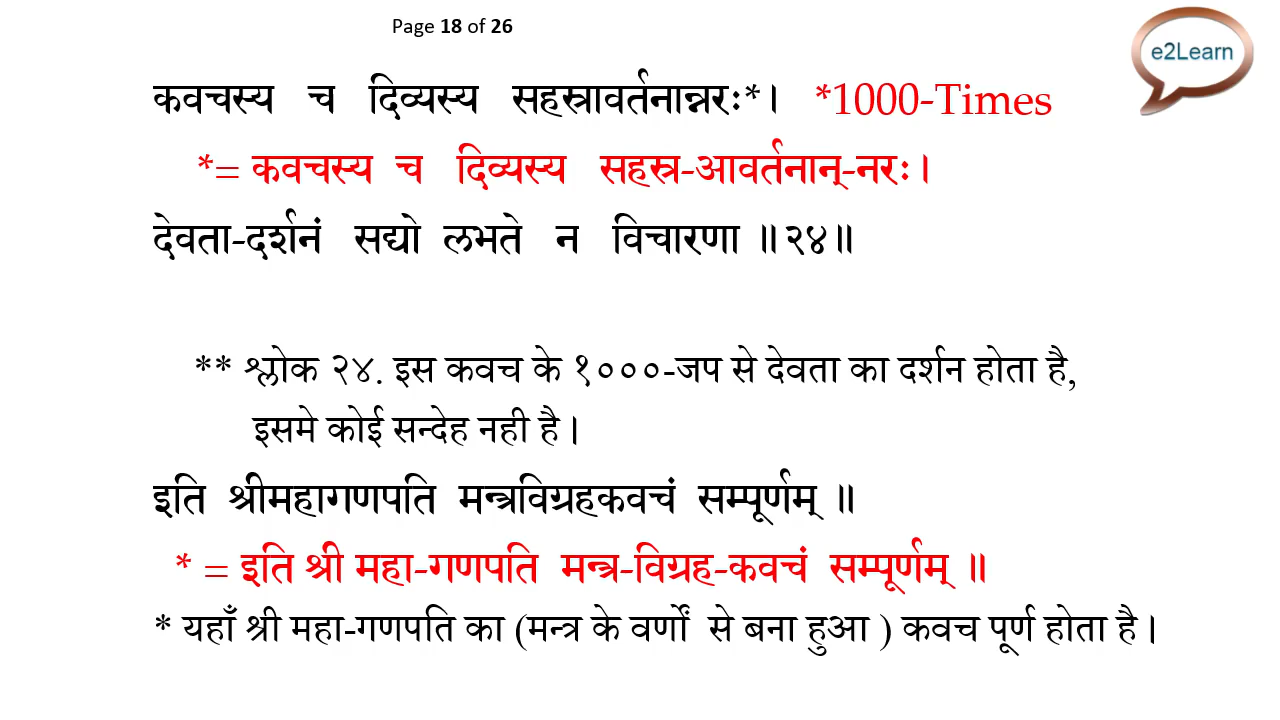 Page 18 of 26
e2Learn
कवचस्य च दिव्यस्य सहस्रावर्तनान्नरः*। *1000-Times
*= कवचस्य च दिव्यस्य सहस्र-आवर्तनान्-नरः।
देवता-दर्शनं सद्यो लभते न विचारणा ॥२४॥
** श्लोक २४. इस कवच के १०००-जप से देवता का दर्शन होता है,
इसमे कोई सन्देह नही है।
इति श्रीमहागणपति मन्त्रविग्रहकवचं सम्पूर्णम् ॥
* = इति श्री महा-गणपति मन्त्र-विग्रह-कवचं सम्पूर्णम् ॥
* यहाँ श्री महा-गणपति का (मन्त्र के वर्णों से बना हुआ ) कवच पूर्ण होता है।